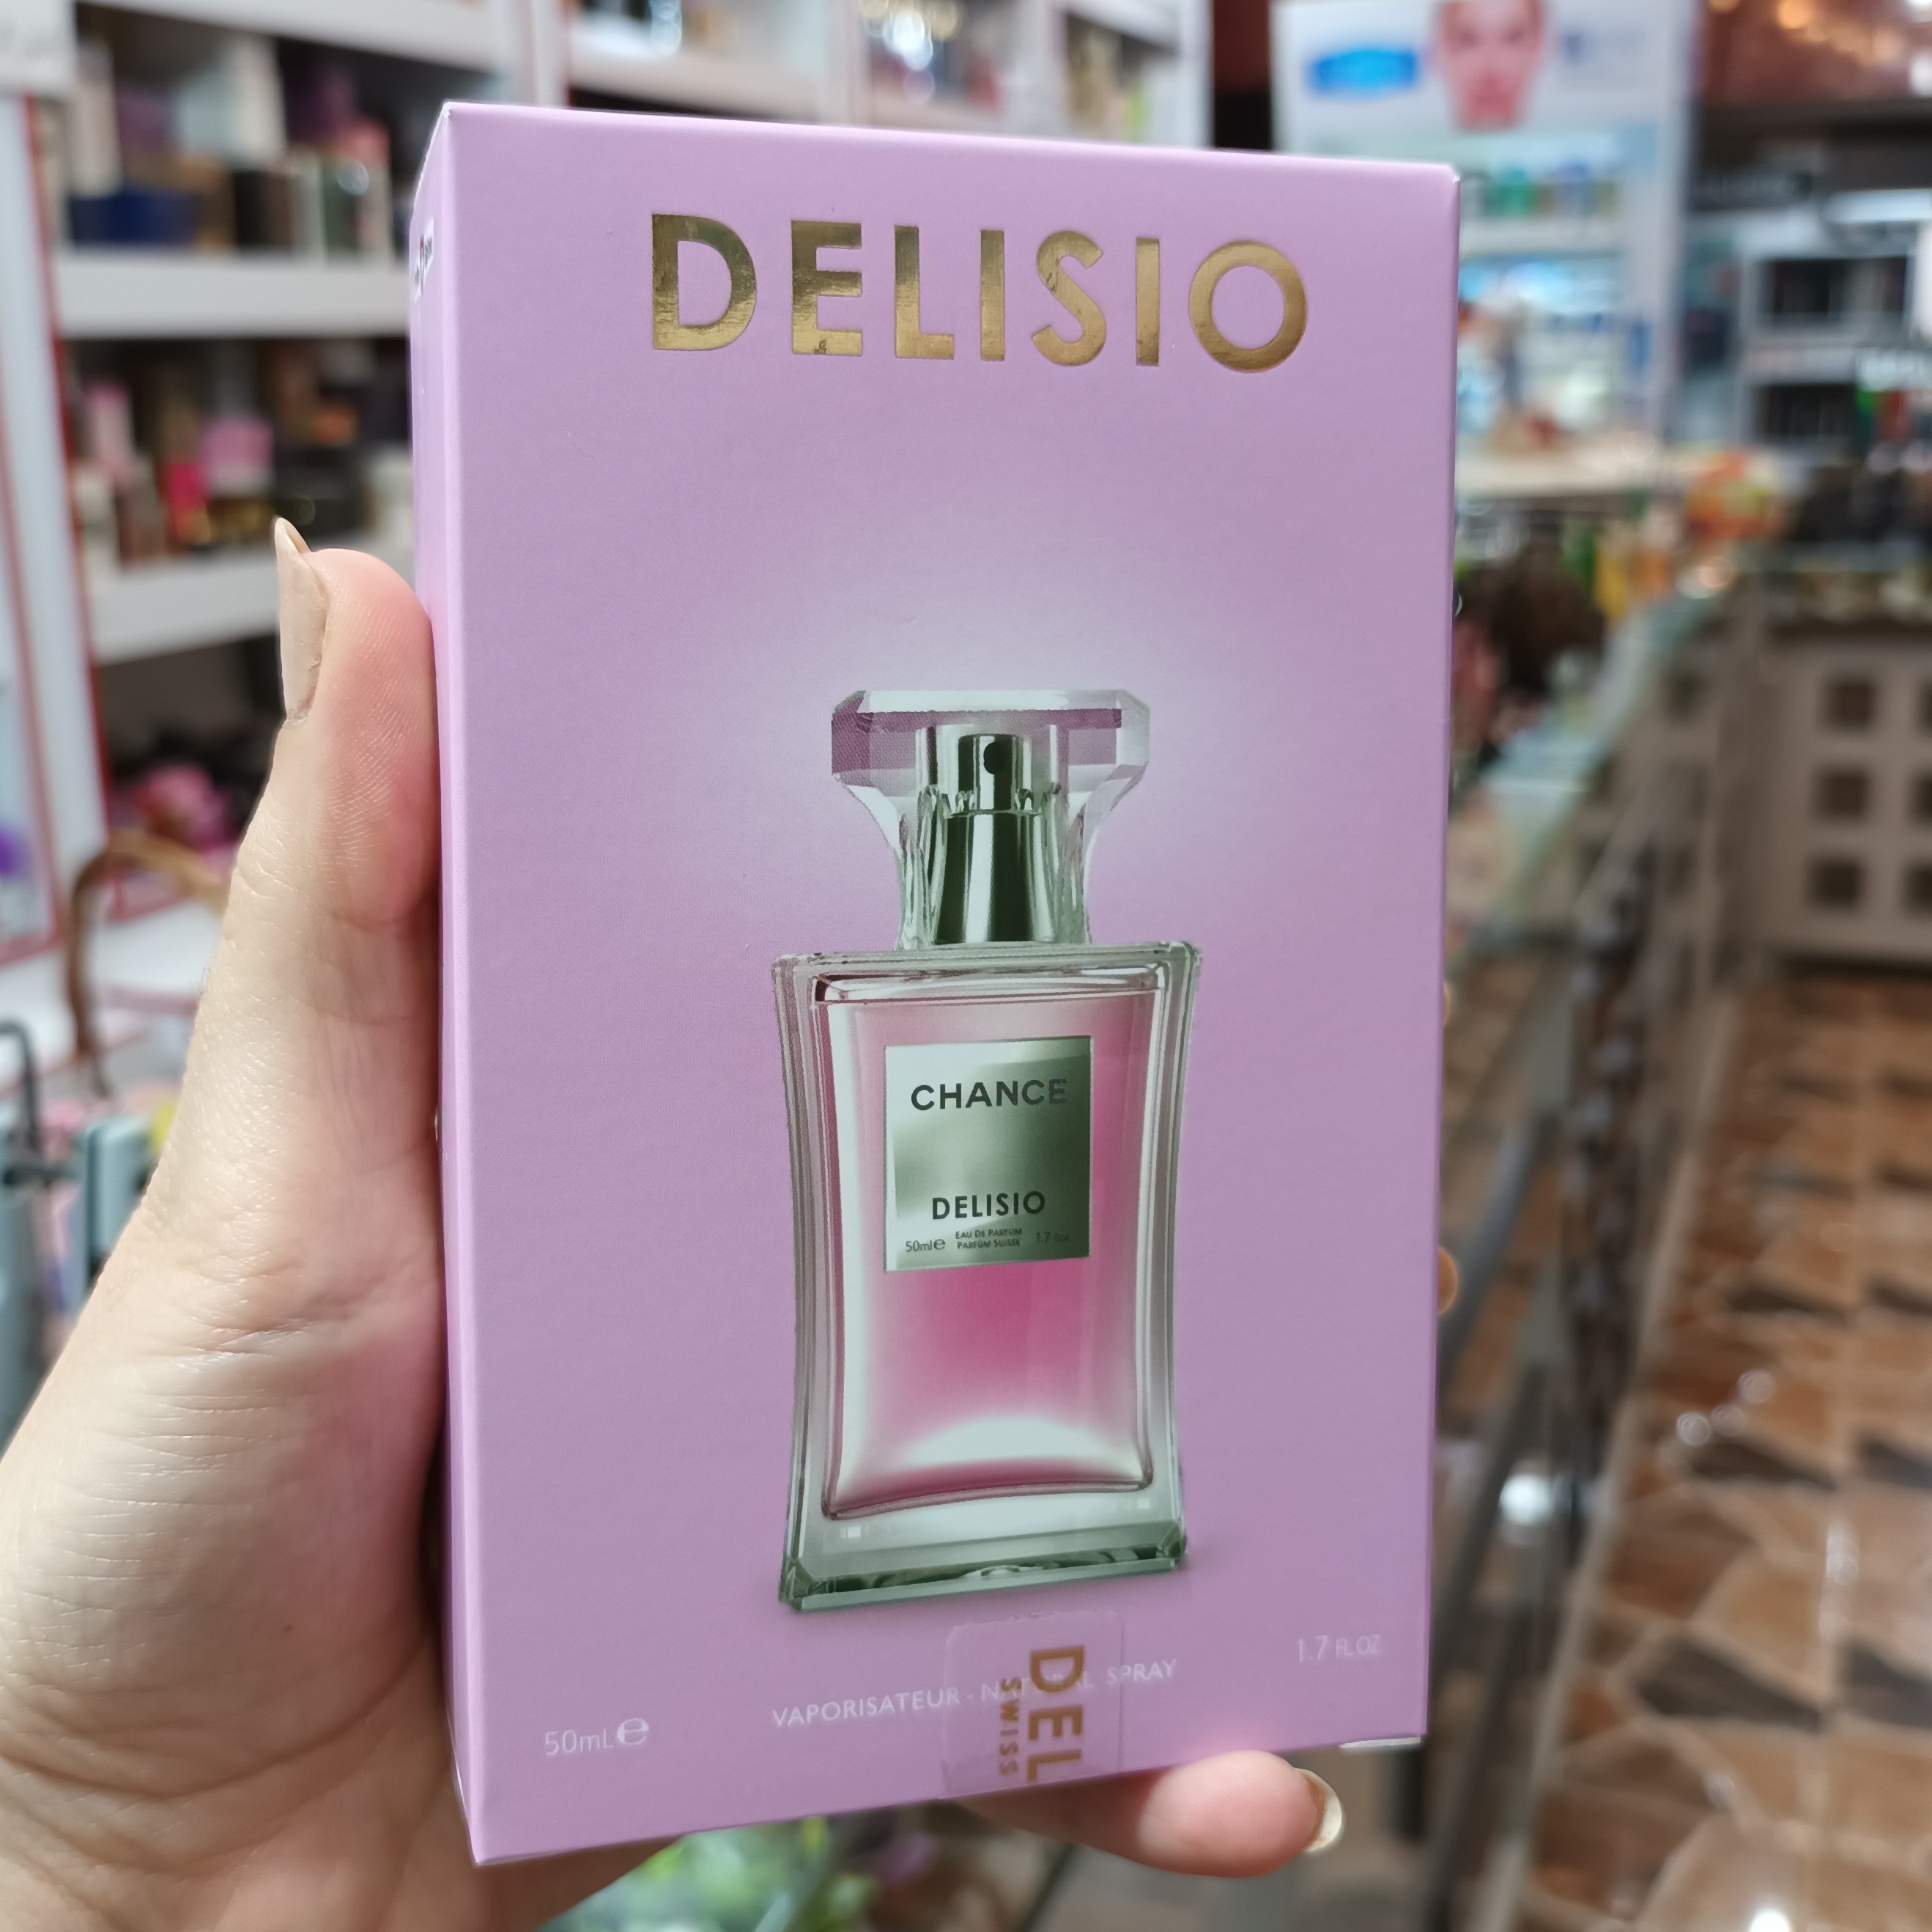 DELISIO
CHANCE
DELISIO
EAU DE PARFUM
50ml℮ PARFUM SUISSE 1.7
VAPORISATEUR - NATURAL SPRAY
1.7 FL.OZ
50mL℮
DEL
SWISS